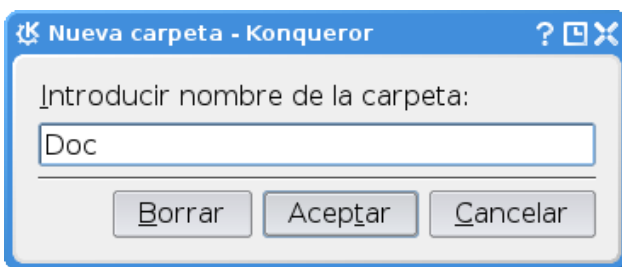 Nueva carpeta - Konqueror
Introducir nombre de la carpeta:
Doc
Borrar Aceptar Cancelar